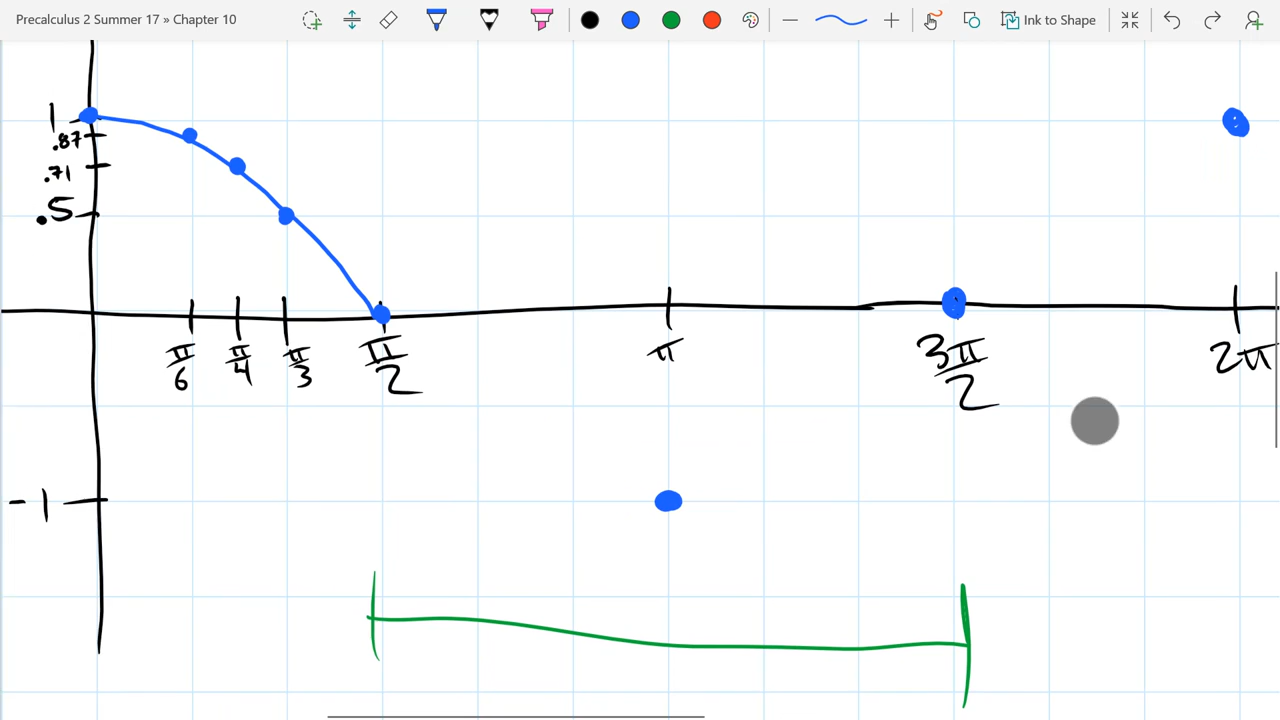 Precalculus 2 Summer 17 » Chapter 10
Ink to Shape
1
.87
.71
.5
π/6 π/4 π/3 π/2 π 3π/2 2π
-1